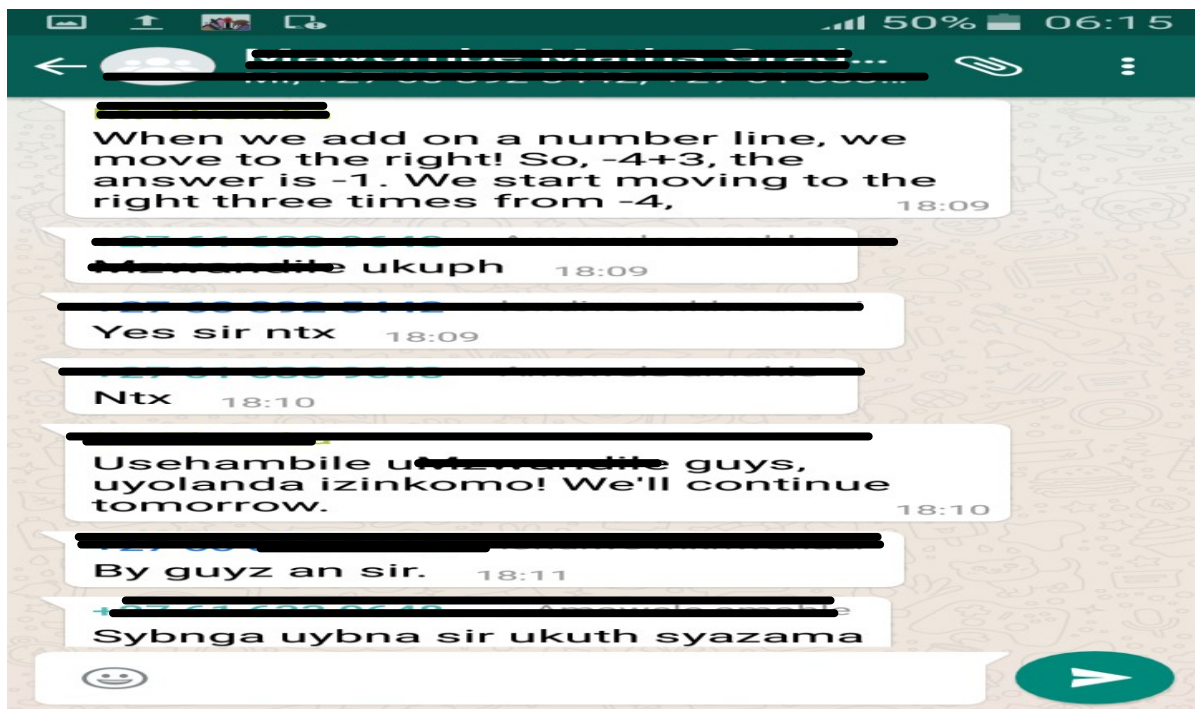 50% 06:15
When we add on a number line, we
move to the right! So, -4+3, the
answer is -1. We start moving to the
right three times from -4,
18:09
ukuph 18:09
Yes sir ntx 18:09
Ntx 18:10
Usehambile u guys,
uyolanda izinkomo! We'll continue
tomorrow.
18:10
By guyz an sir. 18:11
Sybnga uybna sir ukuth syazama